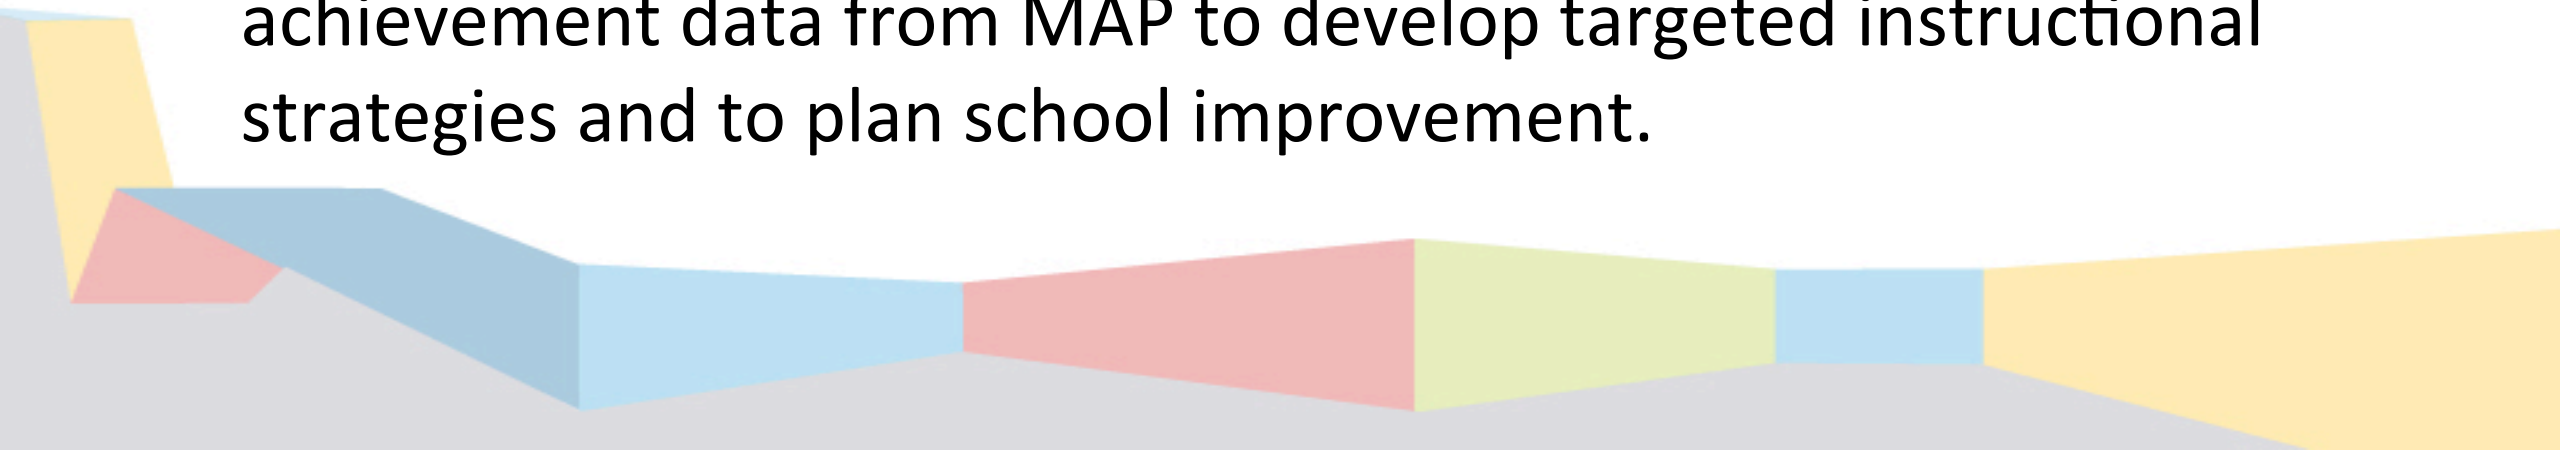 achievement data from MAP to develop targeted instructional
strategies and to plan school improvement.